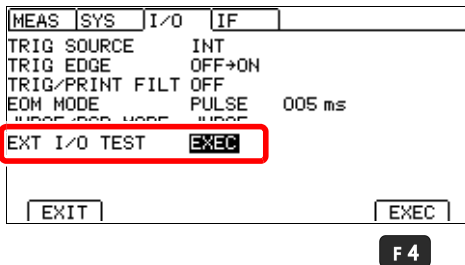 MEAS SYS I/O IF
TRIG SOURCE INT
TRIG EDGE OFF→ON
TRIG/PRINT FILT OFF
EOM MODE PULSE 005 ms
EXT I/O TEST EXEC
EXIT EXEC
F4